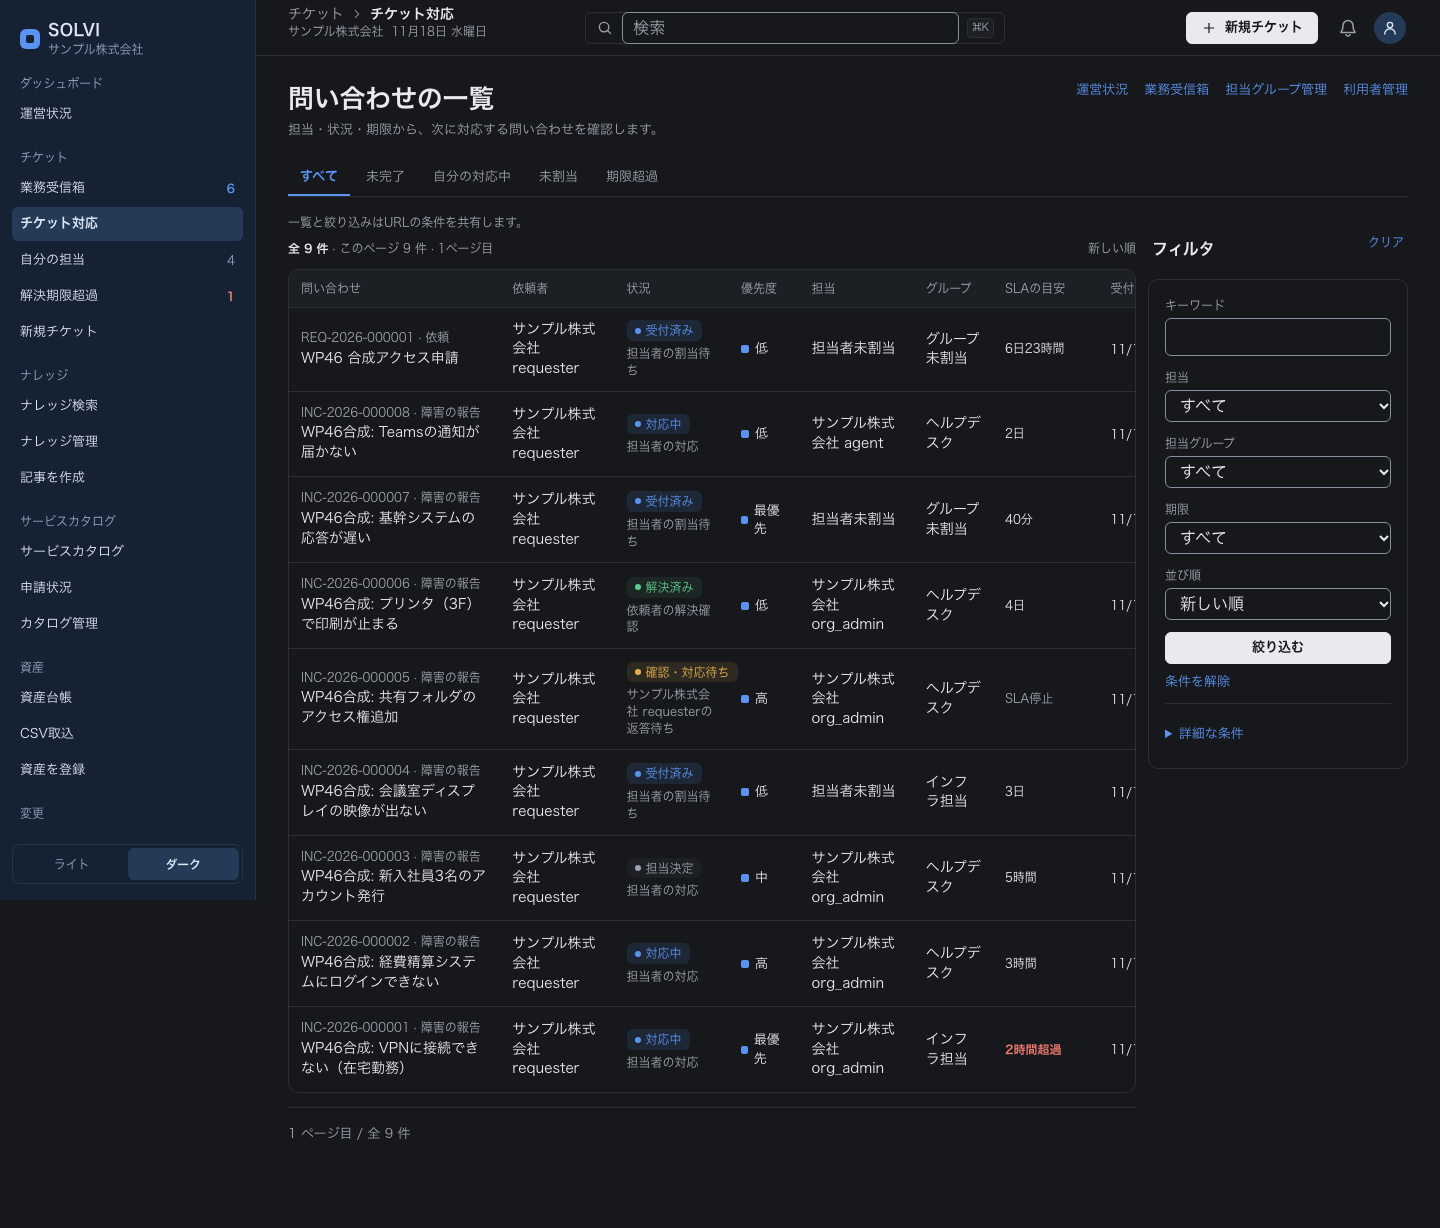 SOLVI
サンプル株式会社
ダッシュボード
運営状況
チケット
業務受信箱 6
チケット対応
自分の担当 4
解決期限超過 1
新規チケット
ナレッジ
ナレッジ検索
ナレッジ管理
記事を作成
サービスカタログ
サービスカタログ
申請状況
カタログ管理
資産
資産台帳
CSV取込
資産を登録
変更
ライト ダーク
チケット > チケット対応
サンプル株式会社 11月18日 水曜日
検索 ⌘K
+ 新規チケット
問い合わせの一覧
担当・状況・期限から、次に対応する問い合わせを確認します。
運営状況 業務受信箱 担当グループ管理 利用者管理
すべて 未完了 自分の対応中 未割当 期限超過
一覧と絞り込みはURLの条件を共有します。
全 9 件 · このページ 9 件 · 1ページ目 新しい順
問い合わせ 依頼者 状況 優先度 担当 グループ SLAの目安 受付
REQ-2026-000001 · 依頼
WP46 合成アクセス申請
サンプル株式
会社
requester
受付済み
担当者の割当待
ち
低
担当者未割当
グループ
未割当
6日23時間
11/
INC-2026-000008 · 障害の報告
WP46合成: Teamsの通知が
届かない
サンプル株式
会社
requester
対応中
担当者の対応
低
サンプル株式
会社 agent
ヘルプデ
スク
2日
11/
INC-2026-000007 · 障害の報告
WP46合成: 基幹システムの
応答が遅い
サンプル株式
会社
requester
受付済み
担当者の割当待
ち
最優
先
担当者未割当
グループ
未割当
40分
11/
INC-2026-000006 · 障害の報告
WP46合成: プリンタ（3F）
で印刷が止まる
サンプル株式
会社
requester
解決済み
依頼者の解決確
認
低
サンプル株式
会社
org_admin
ヘルプデ
スク
4日
11/
INC-2026-000005 · 障害の報告
WP46合成: 共有フォルダの
アクセス権追加
サンプル株式
会社
requester
確認・対応待ち
サンプル株式会
社 requesterの
返答待ち
高
サンプル株式
会社
org_admin
ヘルプデ
スク
SLA停止
11/
INC-2026-000004 · 障害の報告
WP46合成: 会議室ディスプ
レイの映像が出ない
サンプル株式
会社
requester
受付済み
担当者の割当待
ち
低
担当者未割当
インフ
ラ担当
3日
11/
INC-2026-000003 · 障害の報告
WP46合成: 新入社員3名のア
カウント発行
サンプル株式
会社
requester
担当決定
担当者の対応
中
サンプル株式
会社
org_admin
ヘルプデ
スク
5時間
11/
INC-2026-000002 · 障害の報告
WP46合成: 経費精算システ
ムにログインできない
サンプル株式
会社
requester
対応中
担当者の対応
高
サンプル株式
会社
org_admin
ヘルプデ
スク
3時間
11/
INC-2026-000001 · 障害の報告
WP46合成: VPNに接続でき
ない（在宅勤務）
サンプル株式
会社
requester
対応中
担当者の対応
最優
先
サンプル株式
会社
org_admin
インフ
ラ担当
2時間超過
11/
1 ページ目 / 全 9 件
フィルタ クリア
キーワード
担当
すべて
担当グループ
すべて
期限
すべて
並び順
新しい順
絞り込む
条件を解除
詳細な条件